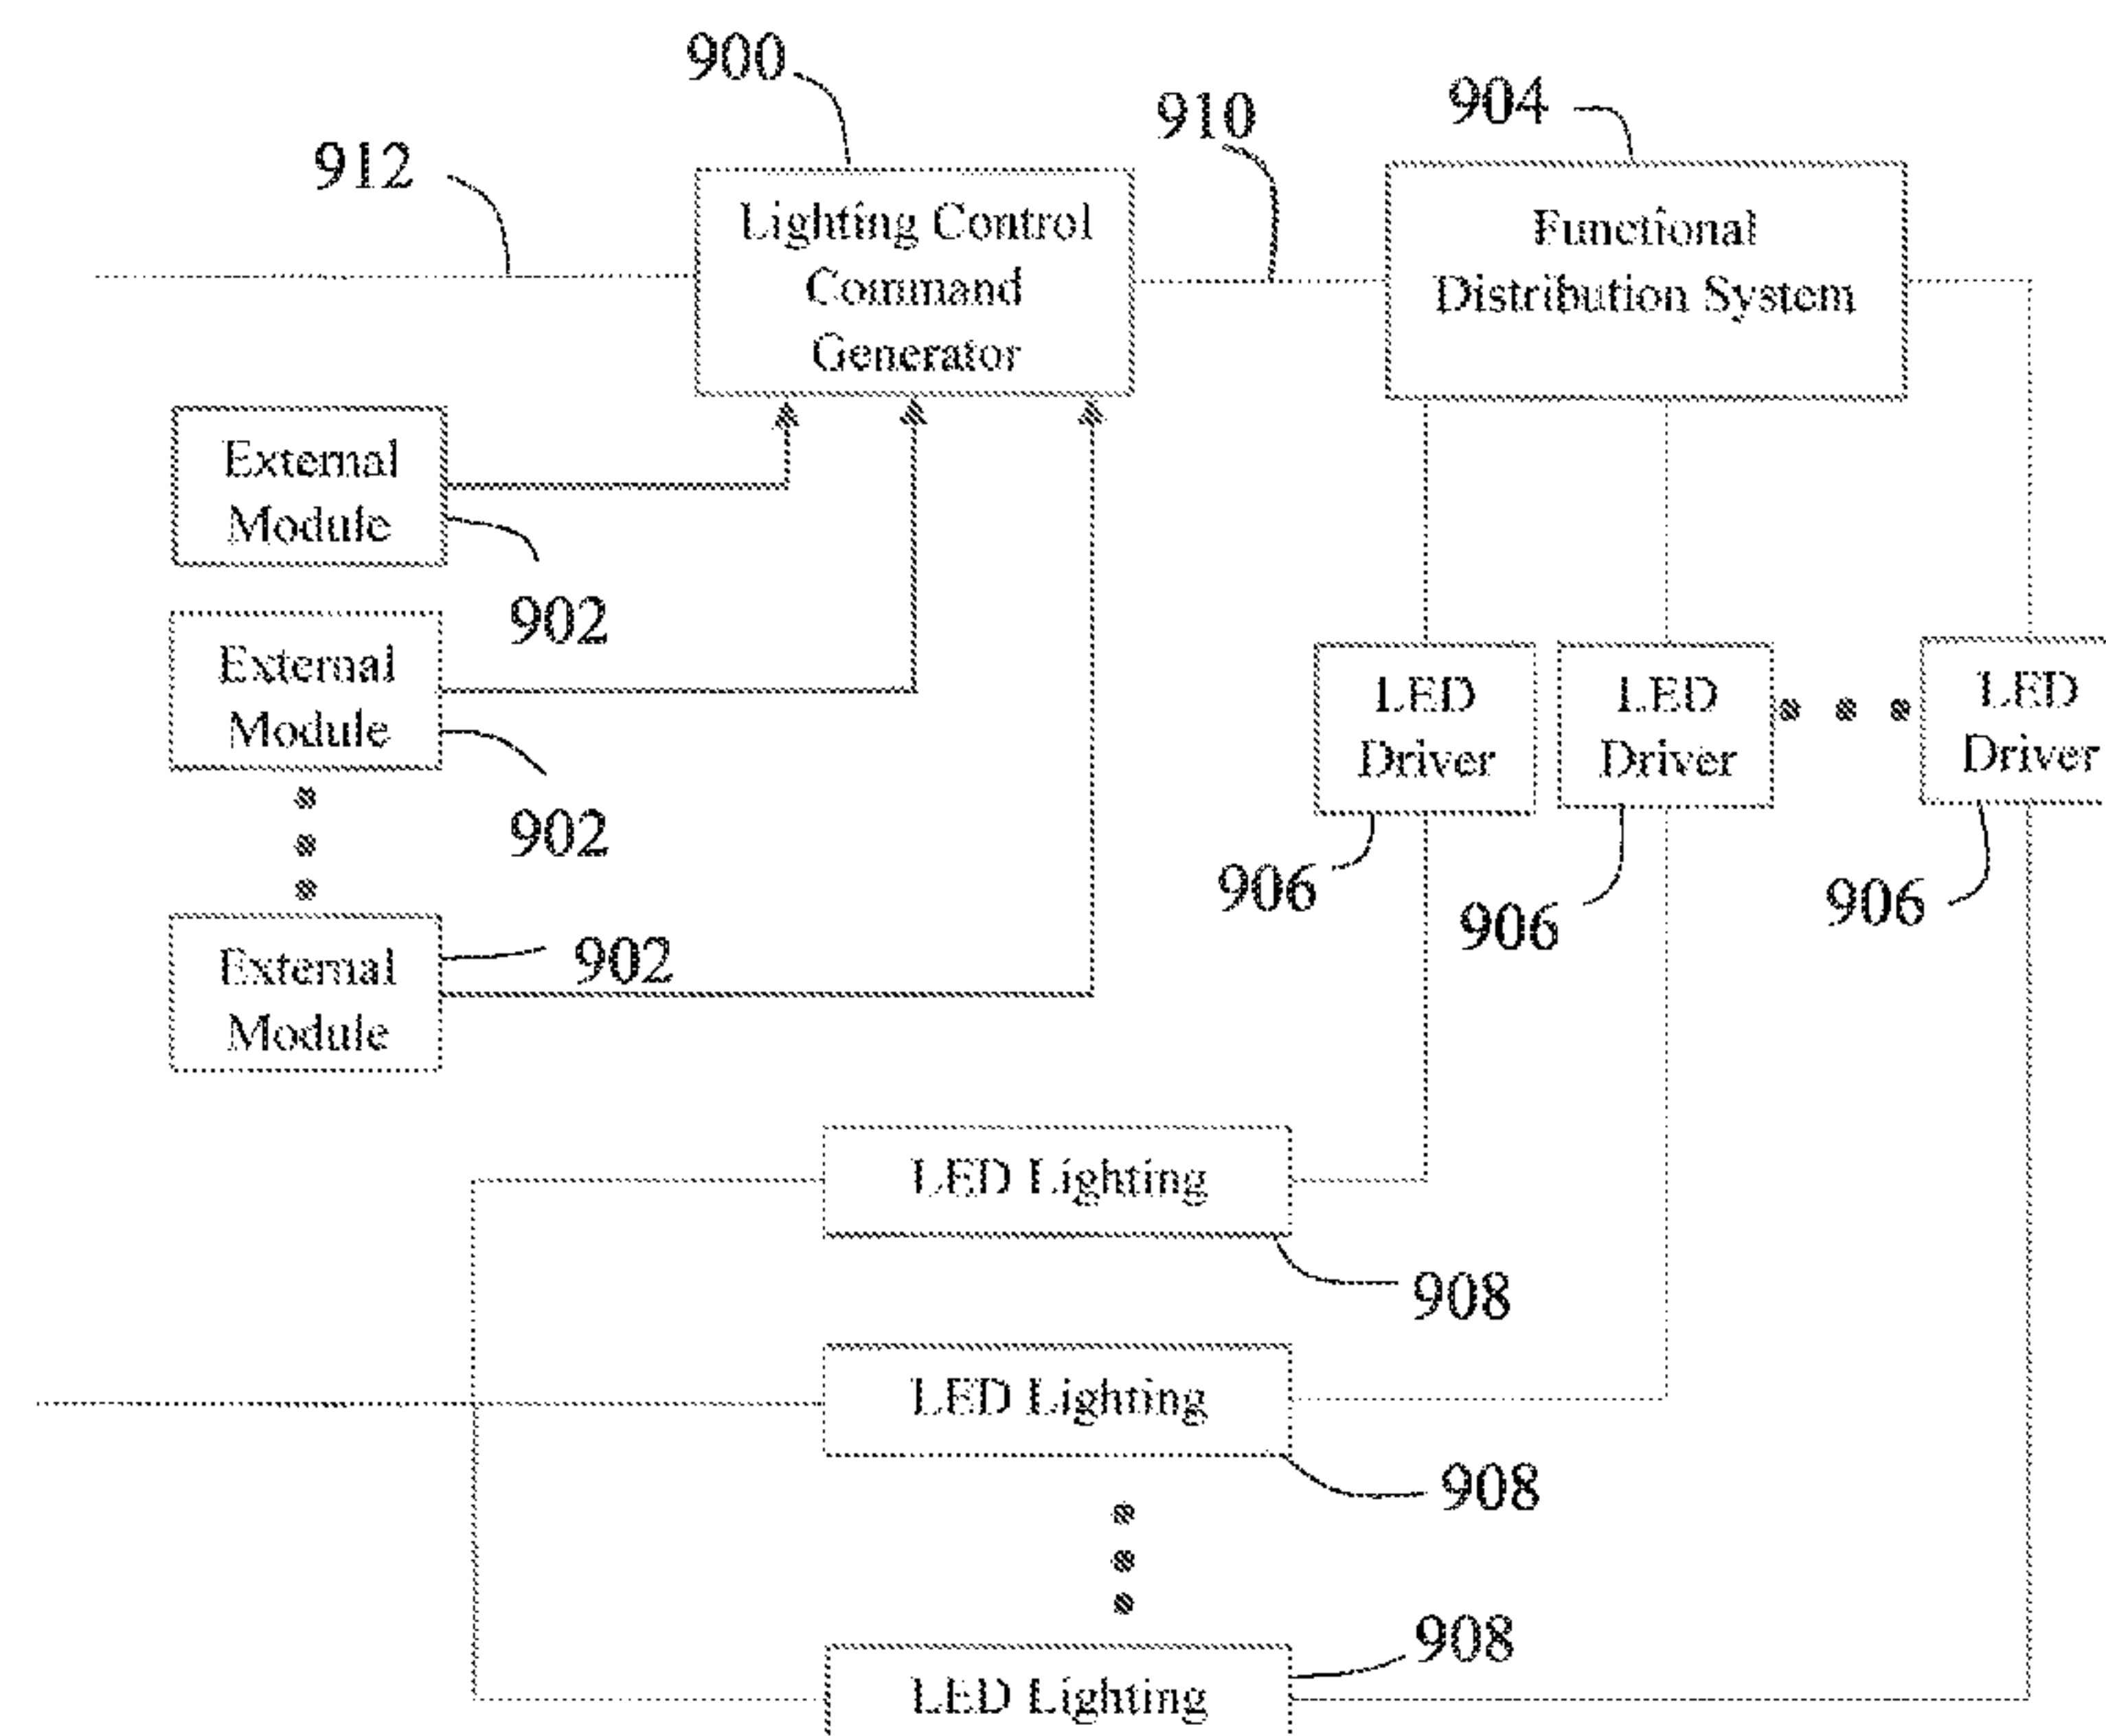 900
904
910
912
Lighting Control
Command
Generator
Functional
Distribution System
External
Module
902
External
Module
902
External
Module
902
LED
Driver
906
LED
Driver
906
LED
Driver
906
LED Lighting
908
LED Lighting
908
LED Lighting
908